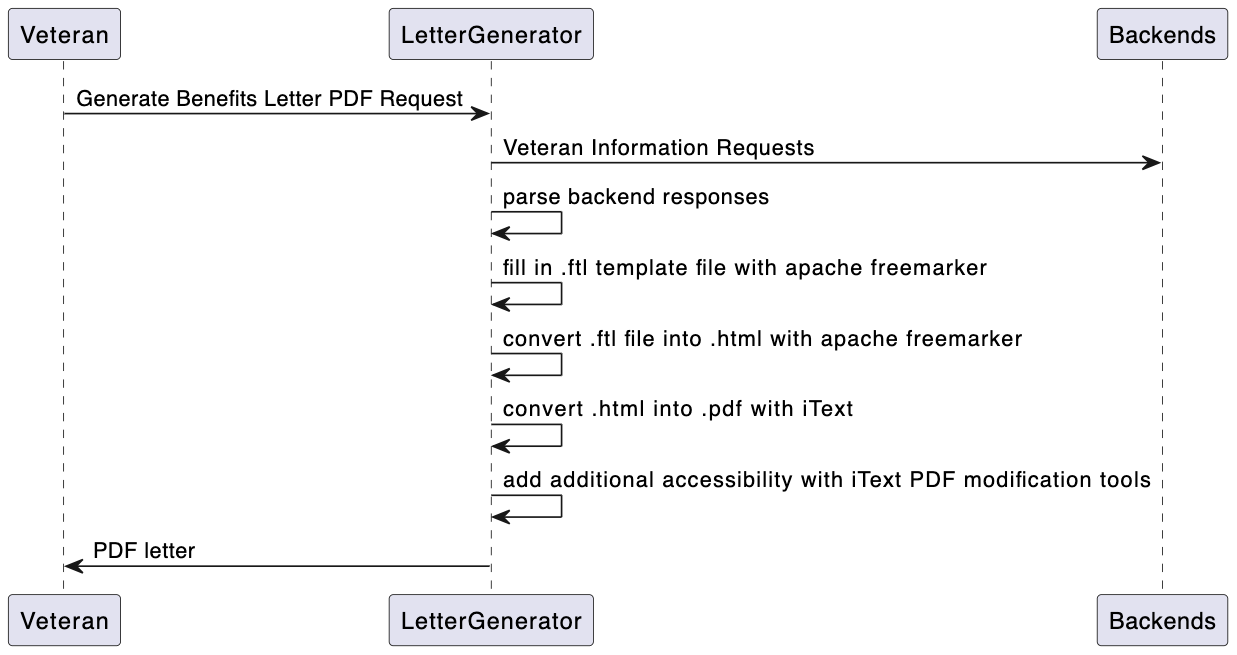 Veteran
LetterGenerator
Backends
Generate Benefits Letter PDF Request
Veteran Information Requests
parse backend responses
fill in .ftl template file with apache freemarker
convert .ftl file into .html with apache freemarker
convert .html into .pdf with iText
add additional accessibility with iText PDF modification tools
PDF letter
Veteran
LetterGenerator
Backends